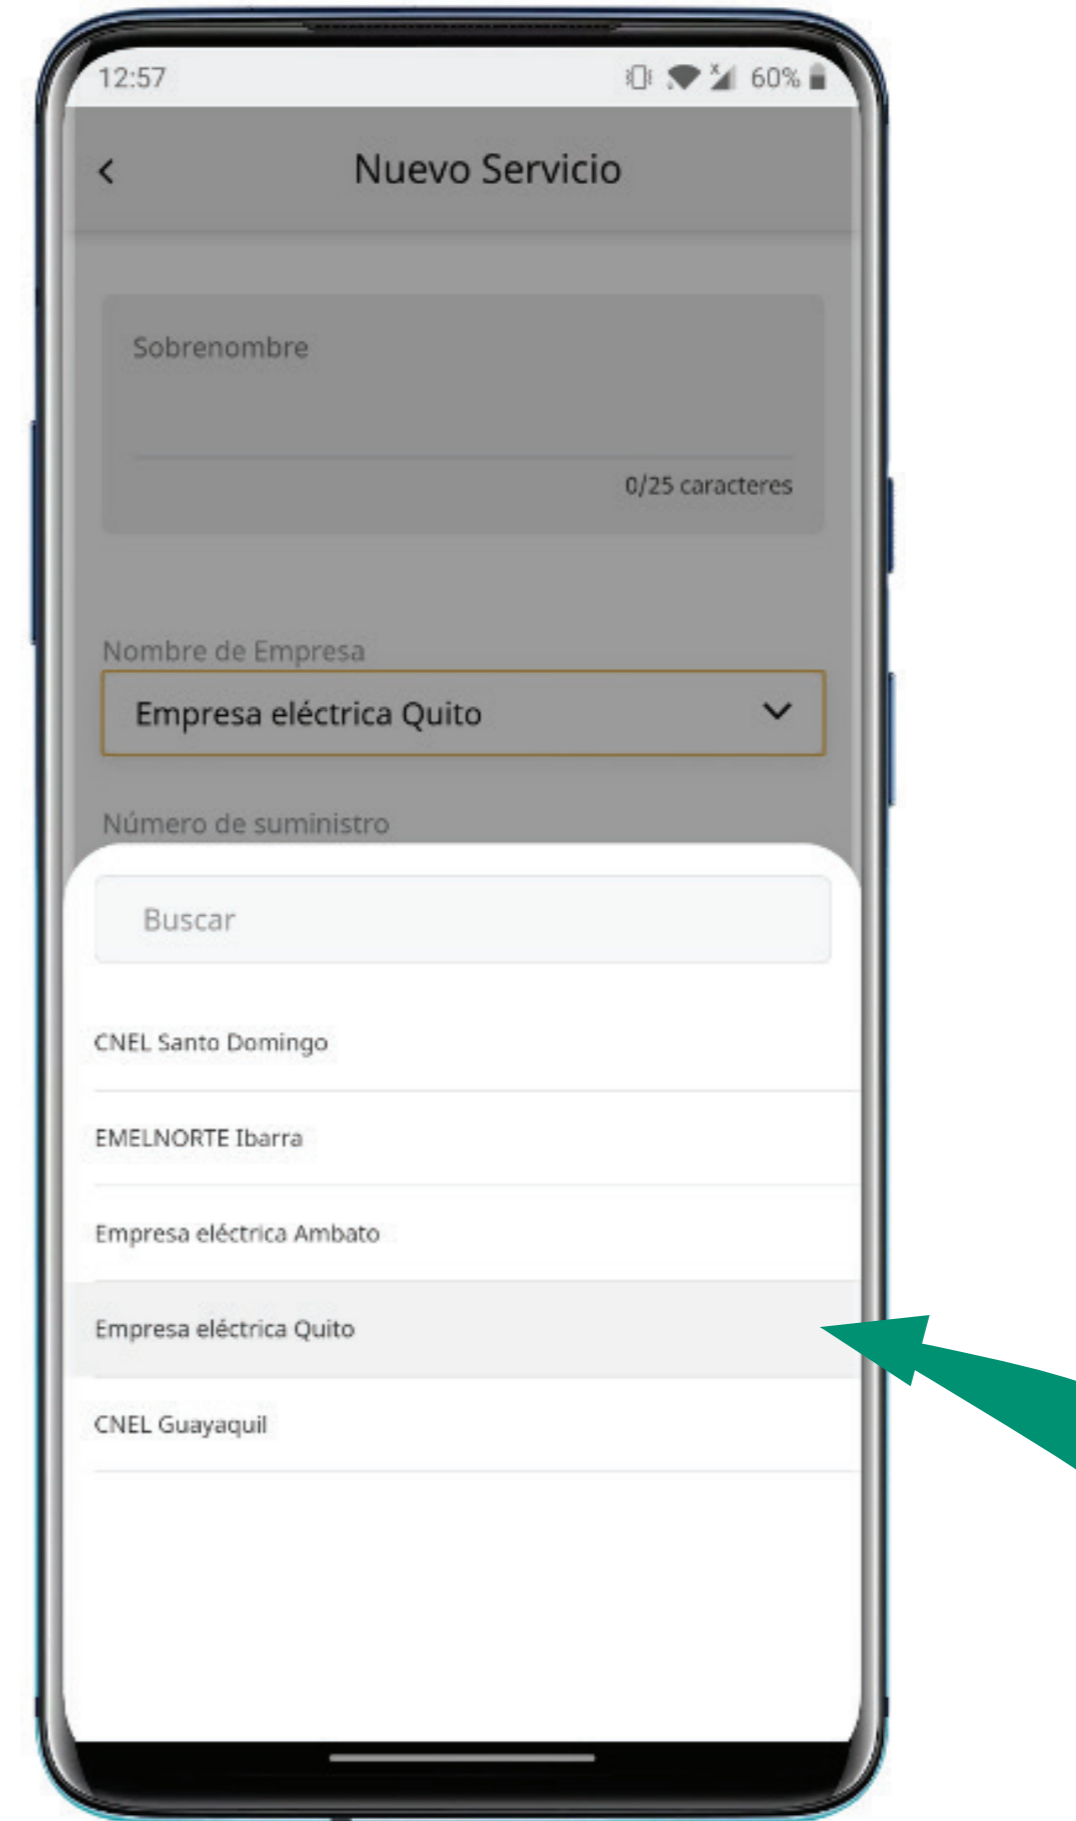 12:57
60%
Nuevo Servicio
Sobrenombre
0/25 caracteres
Nombre de Empresa
Empresa eléctrica Quito
Número de suministro
Buscar
CNEL Santo Domingo
EMELNORTE Ibarra
Empresa eléctrica Ambato
Empresa eléctrica Quito
CNEL Guayaquil